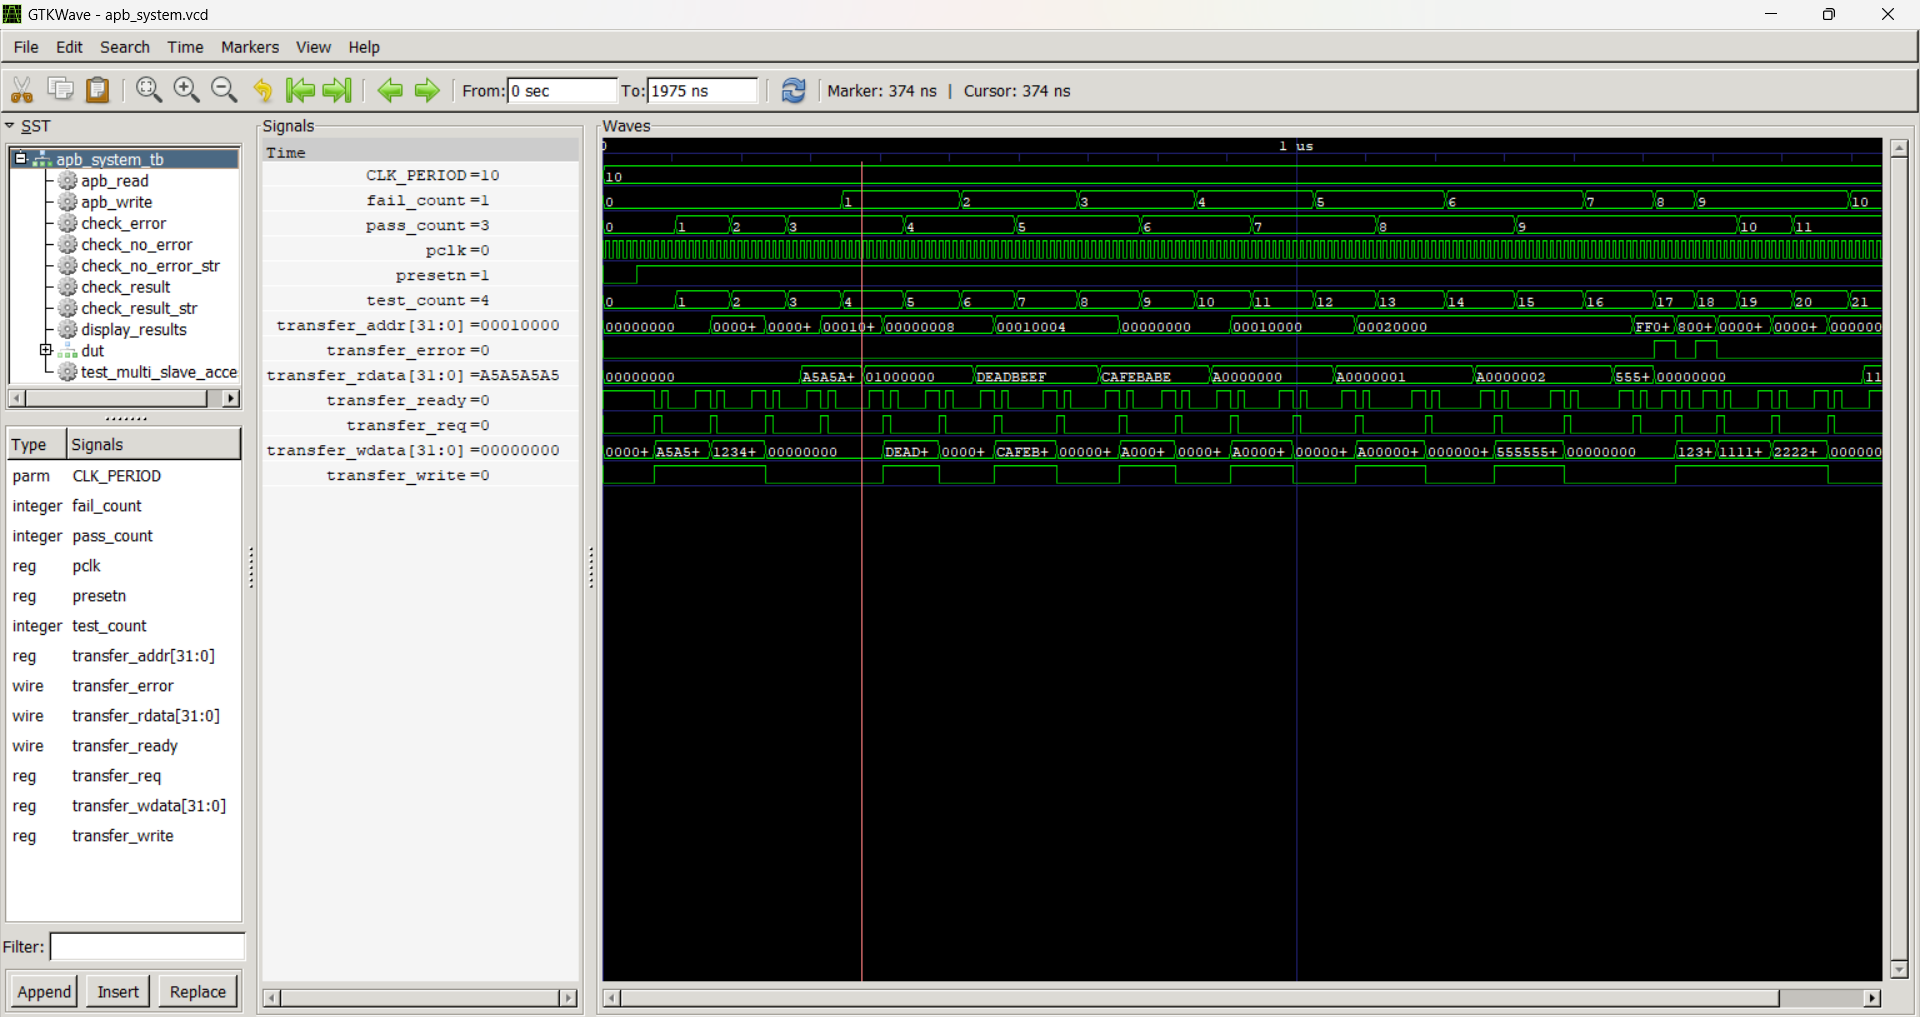 GTKWave - apb_system.vcd
File Edit Search Time Markers View Help
From: 0 sec To: 1975 ns Marker: 374 ns | Cursor: 374 ns
SST
apb_system_tb
apb_read
apb_write
check_error
check_no_error
check_no_error_str
check_result
check_result_str
display_results
dut
test_multi_slave_acce
Type Signals
parm CLK_PERIOD
integer fail_count
integer pass_count
reg pclk
reg presetn
integer test_count
reg transfer_addr[31:0]
wire transfer_error
wire transfer_rdata[31:0]
wire transfer_ready
reg transfer_req
reg transfer_wdata[31:0]
reg transfer_write
Filter:
Append Insert Replace
Signals
Time
CLK_PERIOD=10
fail_count=1
pass_count=3
pclk=0
presetn=1
test_count=4
transfer_addr[31:0]=00010000
transfer_error=0
transfer_rdata[31:0]=A5A5A5A5
transfer_ready=0
transfer_req=0
transfer_wdata[31:0]=00000000
transfer_write=0
Waves
0 1 us
10
0 1 2 3 4 5 6 7 8 9 10
0 1 2 3 4 5 6 7 8 9 10 11
0 1 2 3 4 5 6 7 8 9 10 11 12 13 14 15 16 17 18 19 20 21
00000000 0000+ 0000+ 00010+ 00000008 00010004 00000000 00010000 00020000 FF0+ 800+ 0000+ 0000+ 000000
00000000 A5A5A+ 01000000 DEADBEEF CAFEBABE A0000000 A0000001 A0000002 555+ 00000000 11
0000+ A5A5+ 1234+ 00000000 DEAD+ 0000+ CAFEB+ 00000+ A000+ 0000+ A0000+ 00000+ A00000+ 000000+ 555555+ 00000000 123+ 1111+ 2222+ 000000